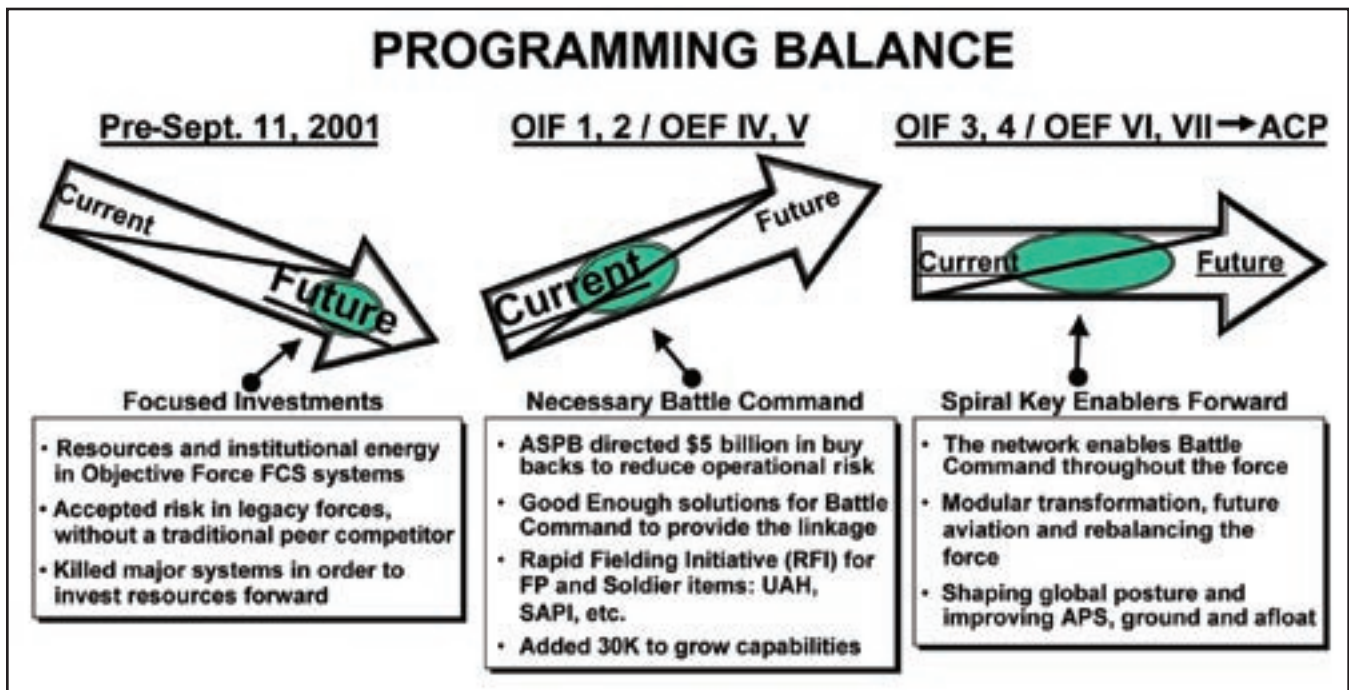 PROGRAMMING BALANCE
Pre-Sept. 11, 2001
Current
Future
Focused Investments
• Resources and institutional energy
in Objective Force FCS systems
• Accepted risk in legacy forces,
without a traditional peer competitor
• Killed major systems in order to
invest resources forward
OIF 1, 2 / OEF IV, V
Current
Future
Necessary Battle Command
• ASPB directed $5 billion in buy
backs to reduce operational risk
• Good Enough solutions for Battle
Command to provide the linkage
• Rapid Fielding Initiative (RFI) for
FP and Soldier items: UAH,
SAPI, etc.
• Added 30K to grow capabilities
OIF 3, 4 / OEF VI, VII → ACP
Current
Future
Spiral Key Enablers Forward
• The network enables Battle
Command throughout the force
• Modular transformation, future
aviation and rebalancing the
force
• Shaping global posture and
improving APS, ground and afloat